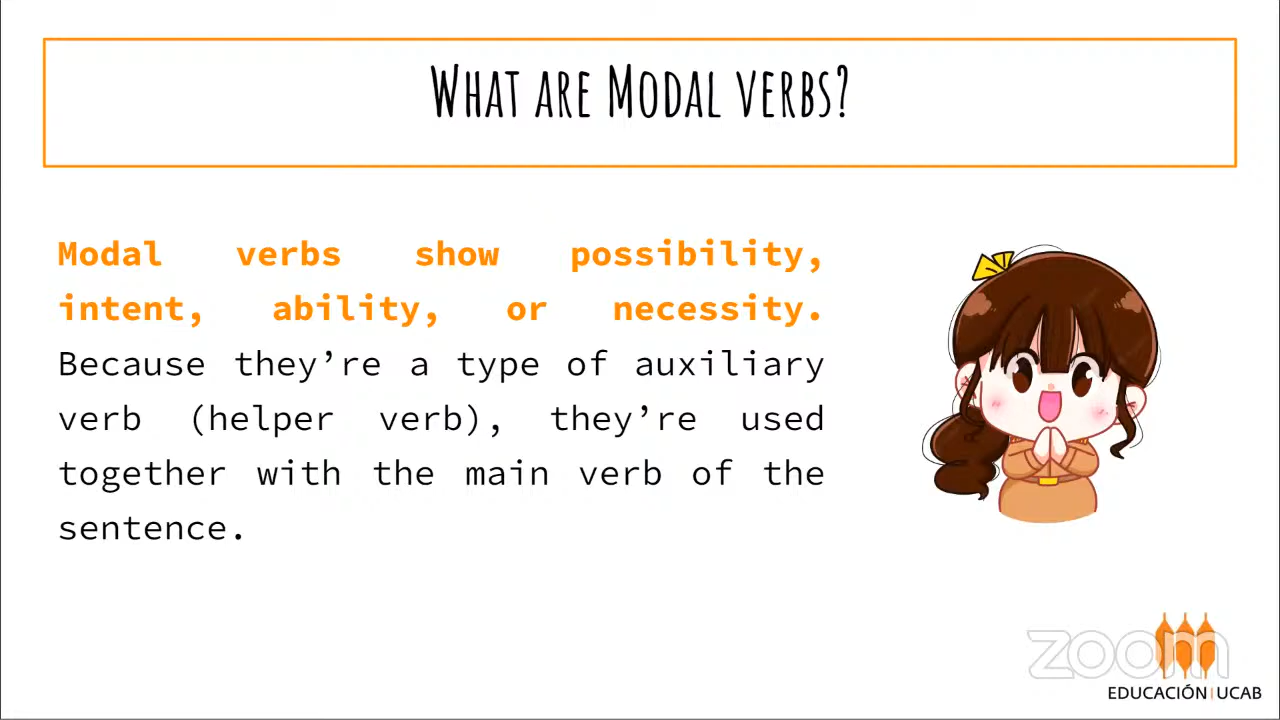 What are Modal verbs?
Modal verbs show possibility,
intent, ability, or necessity.
Because they’re a type of auxiliary
verb (helper verb), they’re used
together with the main verb of the
sentence.
zoom
EDUCACIÓN | UCAB